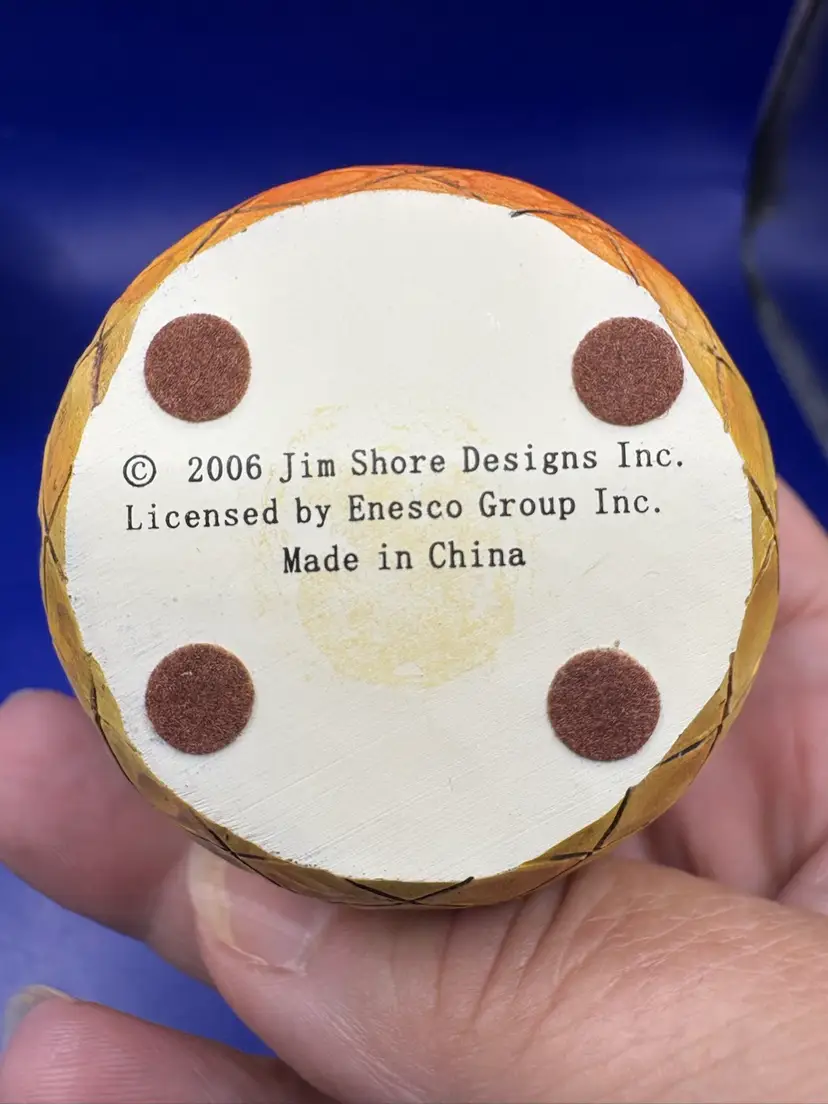 © 2006 Jim Shore Designs Inc.
Licensed by Enesco Group Inc.
Made in China